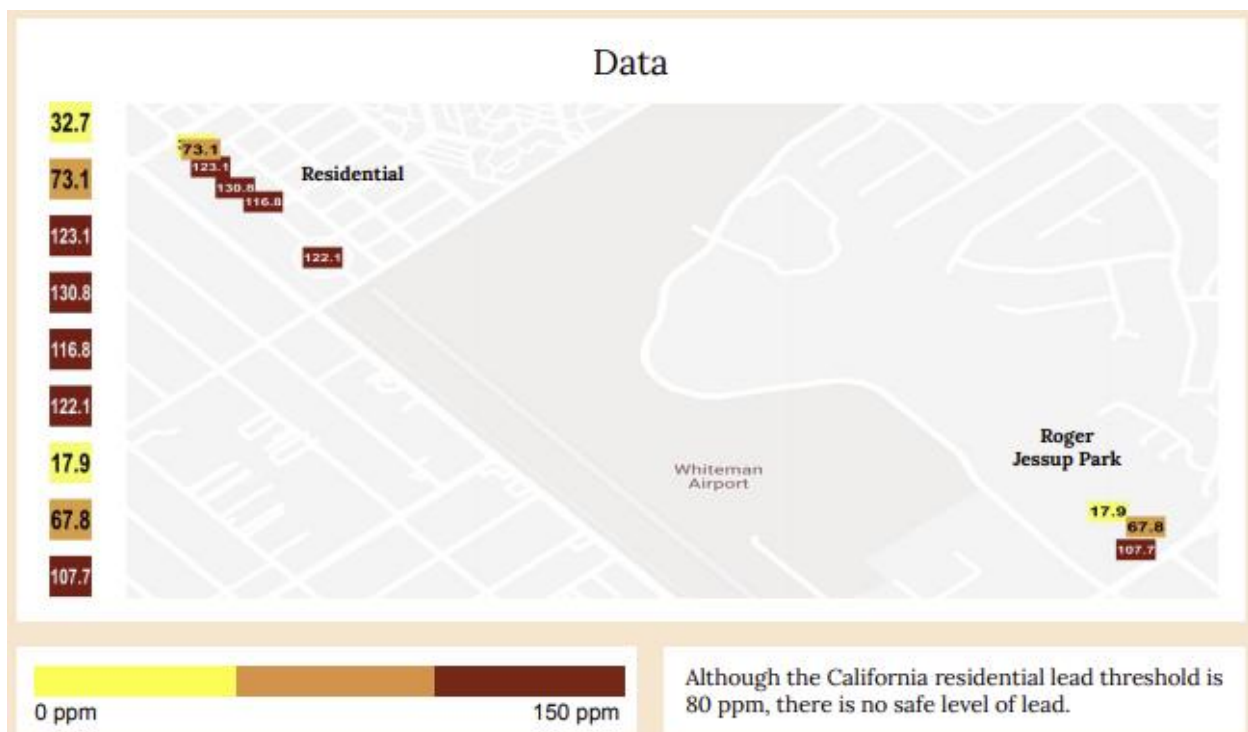 Data
32.7
73.1
123.1
130.8
116.8
122.1
17.9
67.8
107.7
73.1
123.1
130.8
116.8
122.1
Residential
Whiteman
Airport
Roger
Jessup Park
17.9
67.8
107.7
0 ppm
150 ppm
Although the California residential lead threshold is
80 ppm, there is no safe level of lead.